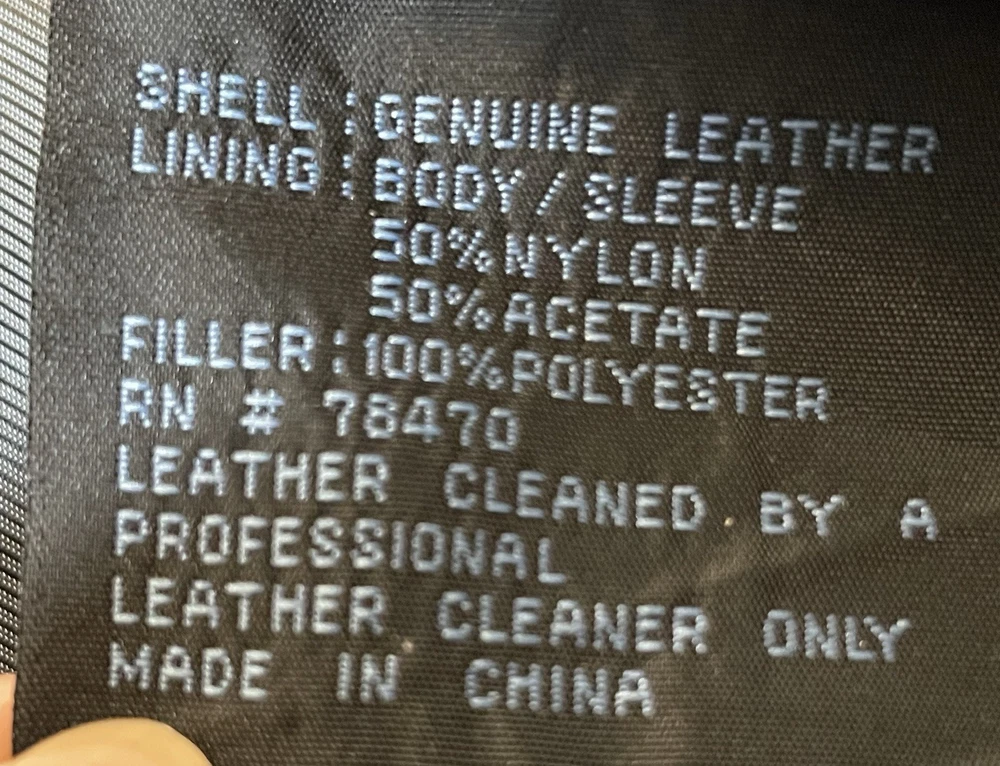 SHELL:GENUINE LEATHER
LINING:BODY/SLEEVE
50%NYLON
50%ACETATE
FILLER:100%POLYESTER
RN # 78470
LEATHER CLEANED BY A
PROFESSIONAL
LEATHER CLEANER ONLY
MADE IN CHINA